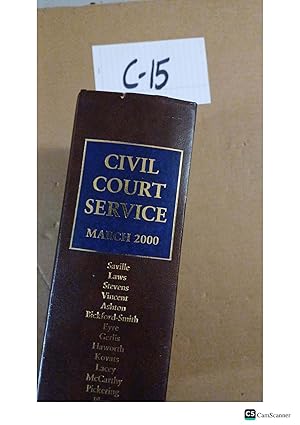 C-15
CIVIL
COURT
SERVICE
MARCH 2000
Saville
Laws
Stevens
Vincent
Ashton
Bickford-Smith
Eyre
Gerlis
Haworth
Kovats
Lacey
McCarthy
Pickering
CS CamScanner